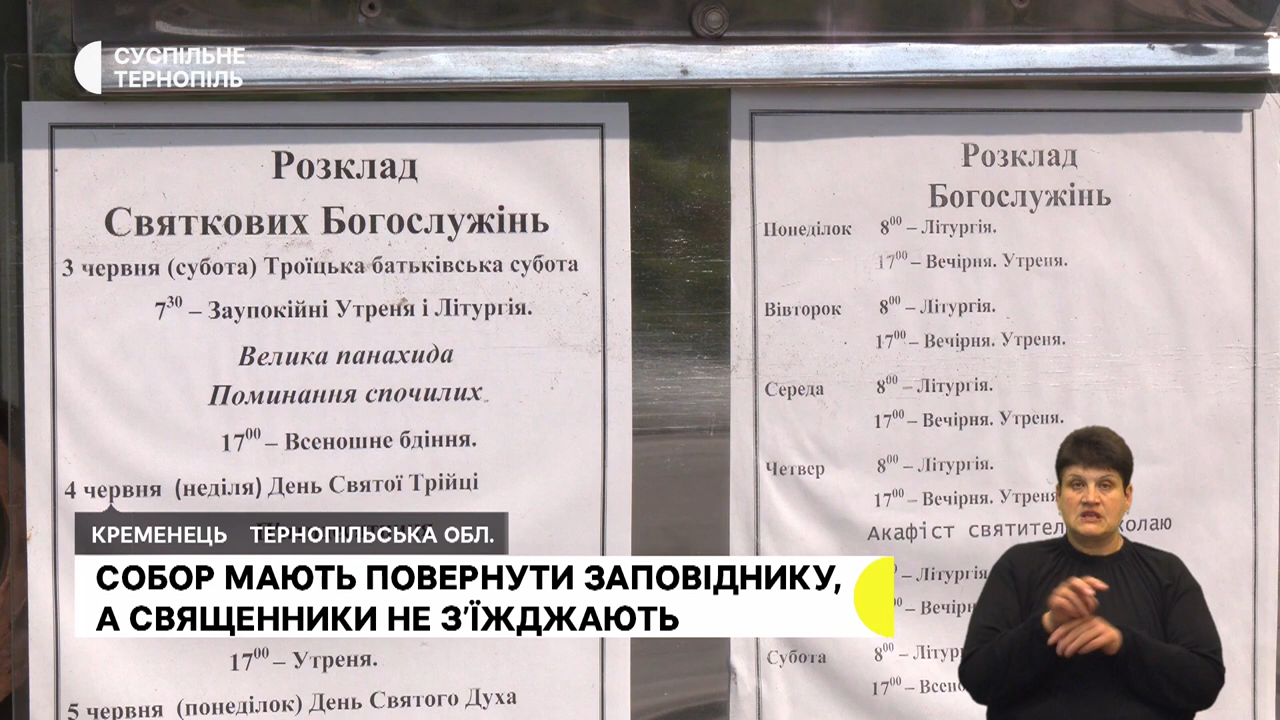 СУСПІЛЬНЕ
ТЕРНОПІЛЬ
Розклад
Святкових Богослужінь
3 червня (субота) Троїцька батьківська субота
7³⁰ – Заупокійні Утреня і Літургія.
Велика панахида
Поминання спочилих
17⁰⁰ – Всеношне бдіння.
4 червня (неділя) День Святої Трійці
17⁰⁰ – Утреня.
5 червня (понеділок) День Святого Духа
Розклад
Богослужінь
Понеділок 8⁰⁰ – Літургія.
17⁰⁰ – Вечірня. Утреня.
Вівторок 8⁰⁰ – Літургія.
17⁰⁰ – Вечірня. Утреня.
Середа 8⁰⁰ – Літургія.
17⁰⁰ – Вечірня. Утреня.
Четвер 8⁰⁰ – Літургія.
17⁰⁰ – Вечірня. Утреня
Акафіст
– Літургія
– Вечірн
Субота 8⁰⁰ – Літур
17⁰⁰ – Всено
КРЕМЕНЕЦЬ ТЕРНОПІЛЬСЬКА ОБЛ.
СОБОР МАЮТЬ ПОВЕРНУТИ ЗАПОВІДНИКУ,
А СВЯЩЕННИКИ НЕ З'ЇЖДЖАЮТЬ